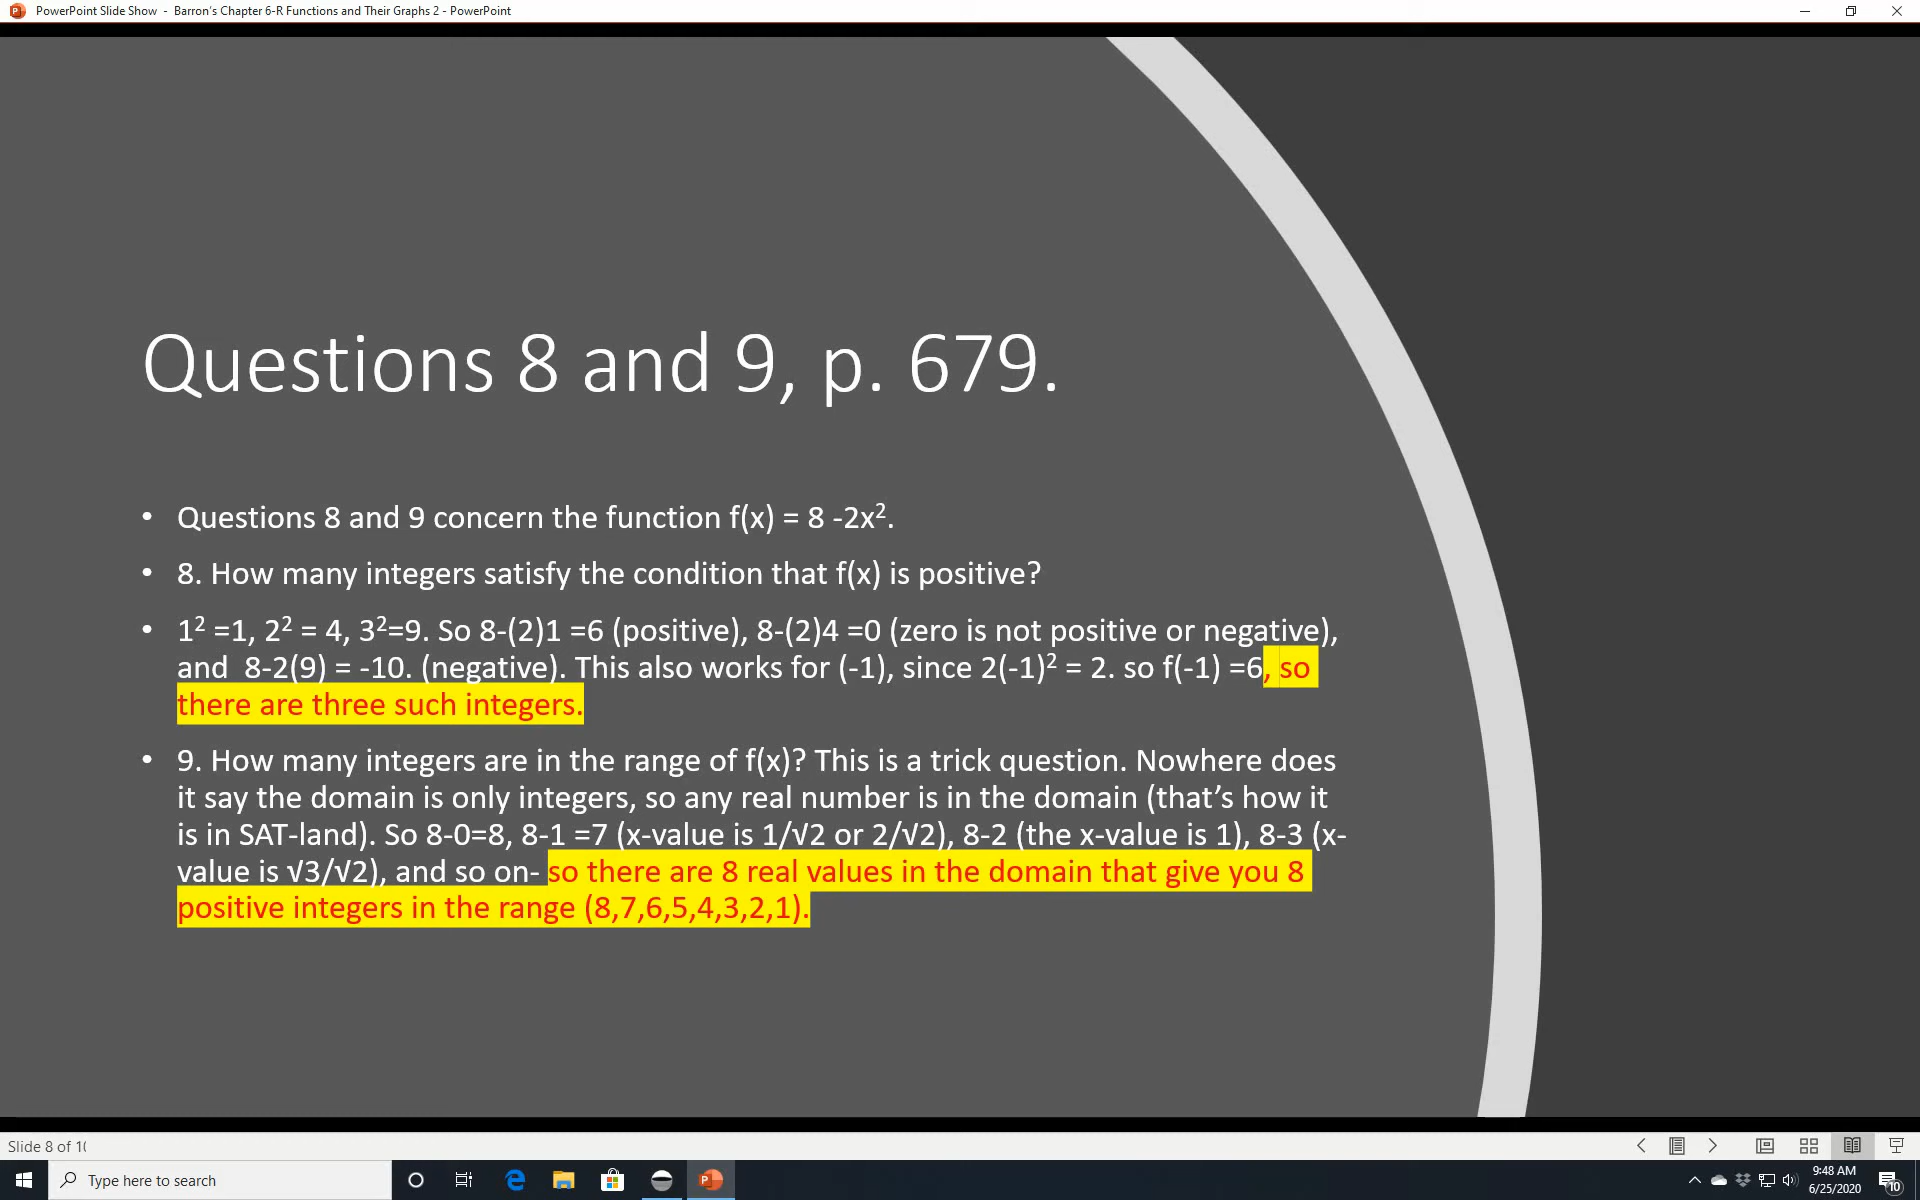 PowerPoint Slide Show - Barron's Chapter 6-R Functions and Their Graphs 2 - PowerPoint
Questions 8 and 9, p. 679.
• Questions 8 and 9 concern the function f(x) = 8 -2x².
• 8. How many integers satisfy the condition that f(x) is positive?
• 1² =1, 2² = 4, 3²=9. So 8-(2)1 =6 (positive), 8-(2)4 =0 (zero is not positive or negative),
and 8-2(9) = -10. (negative). This also works for (-1), since 2(-1)² = 2. so f(-1) =6, so
there are three such integers.
• 9. How many integers are in the range of f(x)? This is a trick question. Nowhere does
it say the domain is only integers, so any real number is in the domain (that's how it
is in SAT-land). So 8-0=8, 8-1 =7 (x-value is 1/√2 or 2/√2), 8-2 (the x-value is 1), 8-3 (x-
value is √3/√2), and so on- so there are 8 real values in the domain that give you 8
positive integers in the range (8,7,6,5,4,3,2,1).
Slide 8 of 10
Type here to search
9:48 AM
6/25/2020
10